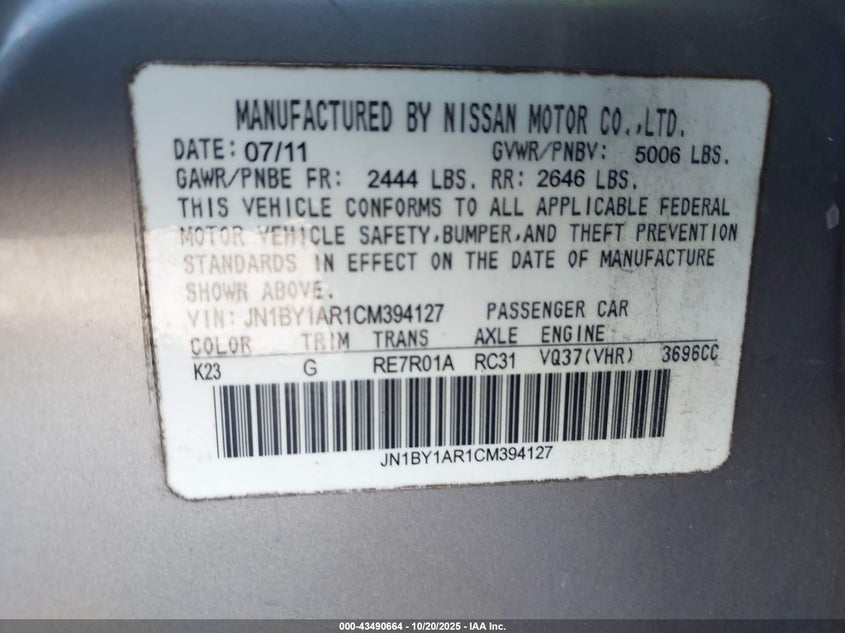 MANUFACTURED BY NISSAN MOTOR CO.,LTD.
DATE: 07/11 GVWR/PNBV: 5006 LBS.
GAWR/PNBE FR: 2444 LBS. RR: 2646 LBS.
THIS VEHICLE CONFORMS TO ALL APPLICABLE FEDERAL
MOTOR VEHICLE SAFETY,BUMPER,AND THEFT PREVENTION
STANDARDS IN EFFECT ON THE DATE OF MANUFACTURE
SHOWN ABOVE.
VIN: JN1BY1AR1CM394127 PASSENGER CAR
COLOR TRIM TRANS AXLE ENGINE
K23 G RE7R01A RC31 VQ37(VHR) 3696CC
JN1BY1AR1CM394127
000-43490664 - 10/20/2025 - IAA Inc.